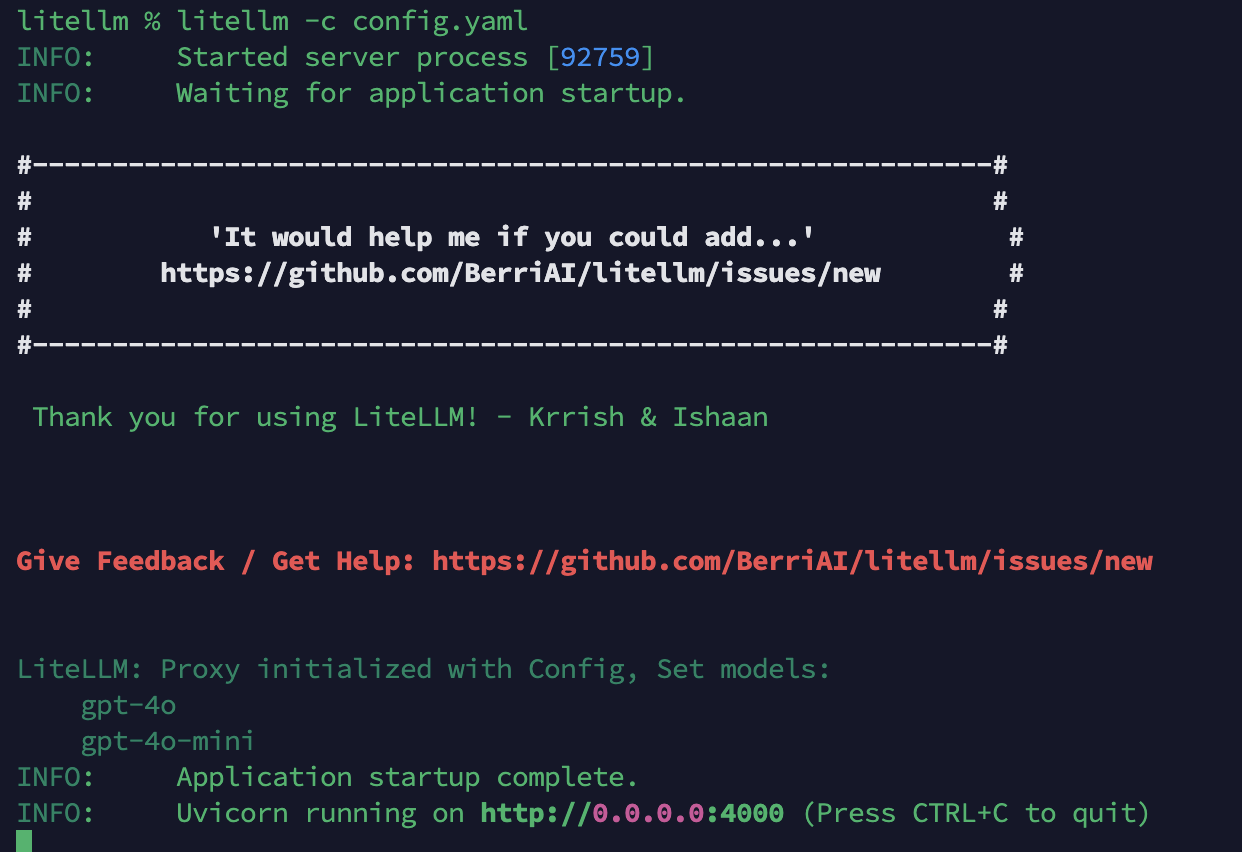 litellm % litellm -c config.yaml
INFO:     Started server process [92759]
INFO:     Waiting for application startup.
#------------------------------------------------------------#
#                                                            #
#           'It would help me if you could add...'            #
#        https://github.com/BerriAI/litellm/issues/new        #
#                                                            #
#------------------------------------------------------------#
 Thank you for using LiteLLM! - Krrish & Ishaan
Give Feedback / Get Help: https://github.com/BerriAI/litellm/issues/new
LiteLLM: Proxy initialized with Config, Set models:
    gpt-4o
    gpt-4o-mini
INFO:     Application startup complete.
INFO:     Uvicorn running on http://0.0.0.0:4000 (Press CTRL+C to quit)